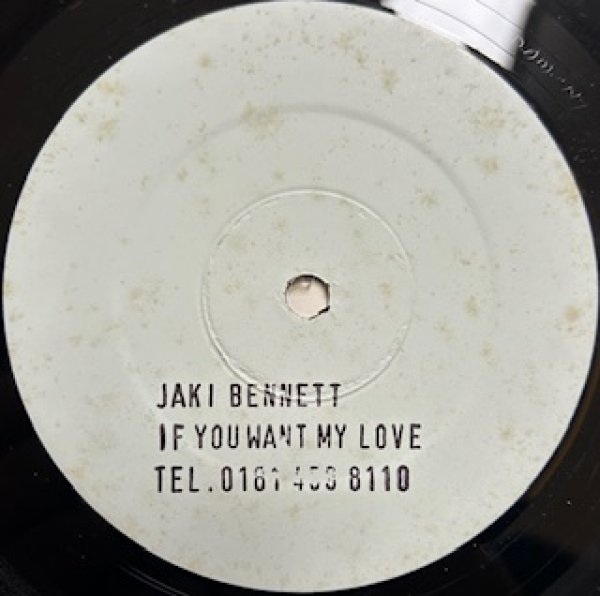 JAKI BENNETT
IF YOU WANT MY LOVE
TEL. 0161 8110